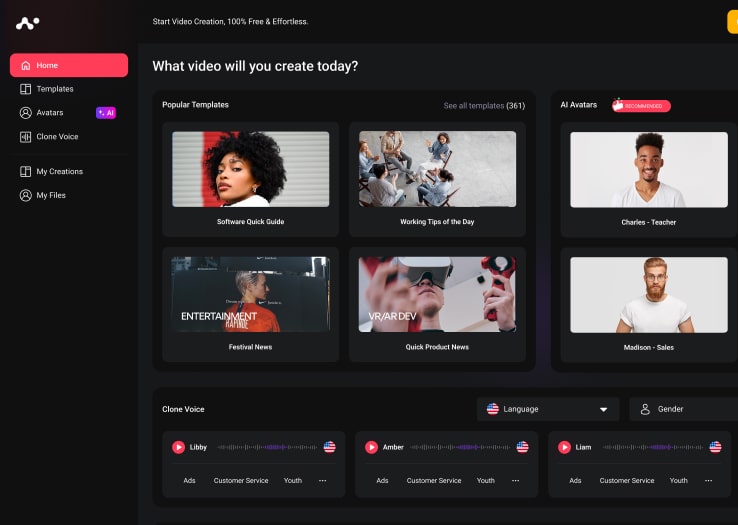 Start Video Creation, 100% Free & Effortless.
Home
Templates
Avatars
AI
Clone Voice
My Creations
My Files
What video will you create today?
Popular Templates
See all templates (361)
Software Quick Guide
Working Tips of the Day
ENTERTAINMENT
Festival News
VR/AR DEV
Quick Product News
AI Avatars
RECOMMENDED
Charles - Teacher
Madison - Sales
Clone Voice
Language
Gender
Libby
Ads Customer Service Youth ···
Amber
Ads Customer Service Youth ···
Liam
Ads Customer Service Youth ···